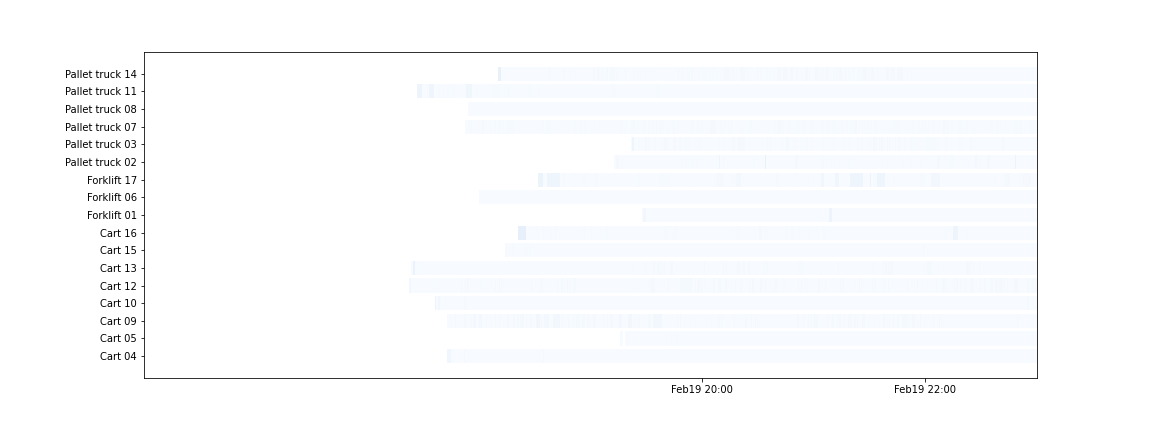 Pallet truck 14
Pallet truck 11
Pallet truck 08
Pallet truck 07
Pallet truck 03
Pallet truck 02
Forklift 17
Forklift 06
Forklift 01
Cart 16
Cart 15
Cart 13
Cart 12
Cart 10
Cart 09
Cart 05
Cart 04
Feb19 20:00 Feb19 22:00